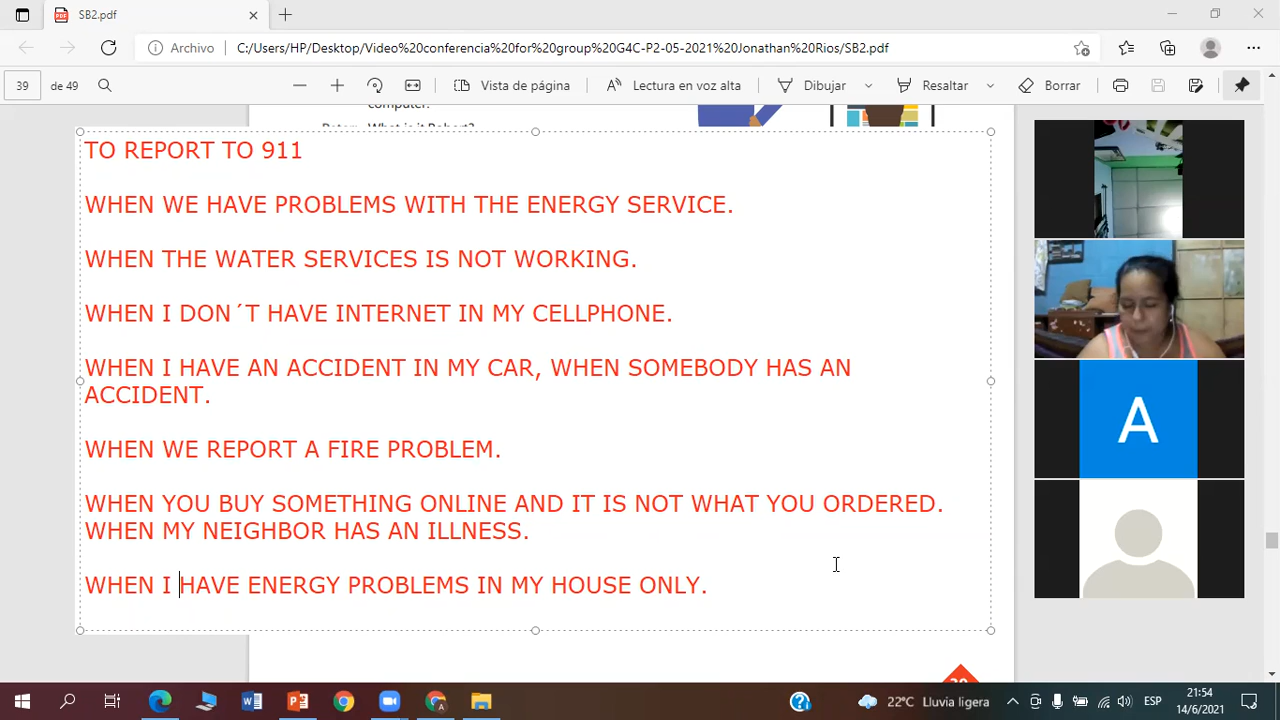 SB2.pdf
Archivo C:/Users/HP/Desktop/Video%20conferencia%20for%20group%20G4C-P2-05-2021%20Jonathan%20Rios/SB2.pdf
39 de 49 Vista de página Lectura en voz alta Dibujar Resaltar Borrar
computer.
What is it Robert?
TO REPORT TO 911
WHEN WE HAVE PROBLEMS WITH THE ENERGY SERVICE.
WHEN THE WATER SERVICES IS NOT WORKING.
WHEN I DON´T HAVE INTERNET IN MY CELLPHONE.
WHEN I HAVE AN ACCIDENT IN MY CAR, WHEN SOMEBODY HAS AN
ACCIDENT.
WHEN WE REPORT A FIRE PROBLEM.
WHEN YOU BUY SOMETHING ONLINE AND IT IS NOT WHAT YOU ORDERED.
WHEN MY NEIGHBOR HAS AN ILLNESS.
WHEN I HAVE ENERGY PROBLEMS IN MY HOUSE ONLY.
A
22°C Lluvia ligera ESP 21:54
14/6/2021